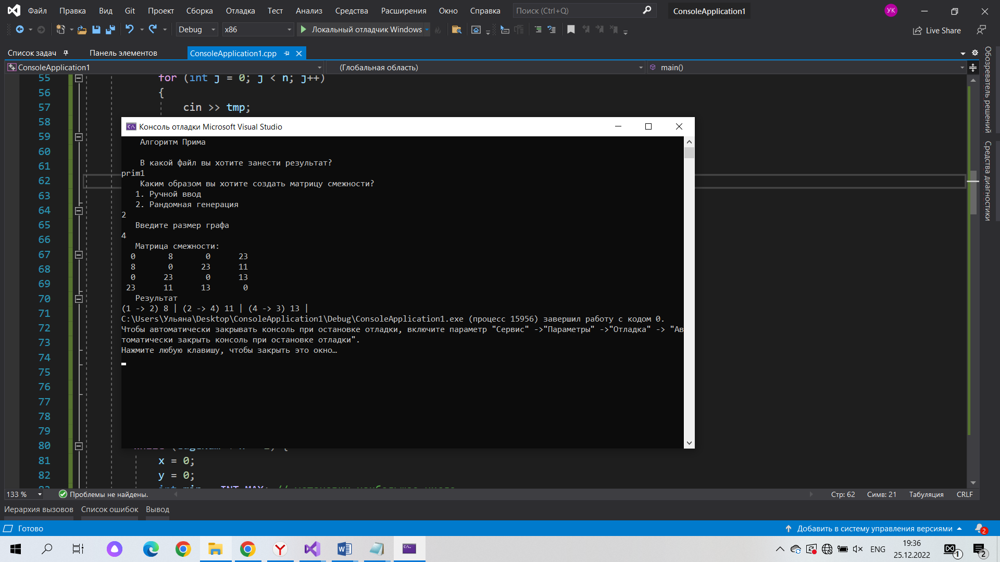 Файл Правка Вид Git Проект Сборка Отладка Тест Анализ Средства Расширения Окно Справка Поиск (Ctrl+Q) ConsoleApplication1 УК
Debug x86 Локальный отладчик Windows Live Share
Список задач Панель элементов ConsoleApplication1.cpp
ConsoleApplication1 (Глобальная область) main()
Обозреватель решений
Средства диагностики
55 for (int j = 0; j < n; j++)
56 {
57 cin >> tmp;
58
59
60
61
62
63
64
65
66
67
68
69
70
71
72
73
74
75
76
77
78
79
80
81 x = 0;
82 y = 0;
Консоль отладки Microsoft Visual Studio
Алгоритм Прима
В какой файл вы хотите занести результат?
prim1
Каким образом вы хотите создать матрицу смежности?
1. Ручной ввод
2. Рандомная генерация
2
Введите размер графа
4
Матрица смежности:
0 8 0 23
8 0 23 11
0 23 0 13
23 11 13 0
Результат
(1 -> 2) 8 | (2 -> 4) 11 | (4 -> 3) 13 |
C:\Users\Ульяна\Desktop\ConsoleApplication1\Debug\ConsoleApplication1.exe (процесс 15956) завершил работу с кодом 0.
Чтобы автоматически закрывать консоль при остановке отладки, включите параметр "Сервис" ->"Параметры" ->"Отладка" -> "Ав
томатически закрыть консоль при остановке отладки".
Нажмите любую клавишу, чтобы закрыть это окно…
133 % Проблемы не найдены. Стр: 62 Симв: 21 Табуляция CRLF
Иерархия вызовов Список ошибок Вывод
Готово Добавить в систему управления версиями 2
ENG 19:36 1 2
25.12.2022